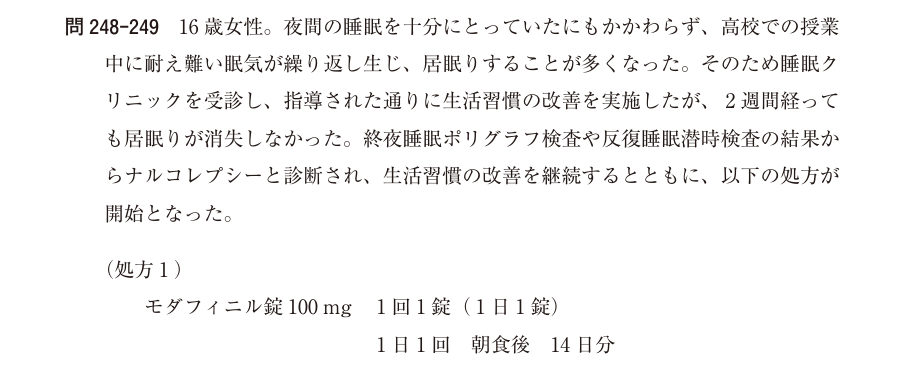 問 248-249　16 歳女性。夜間の睡眠を十分にとっていたにもかかわらず、高校での授業
中に耐え難い眠気が繰り返し生じ、居眠りすることが多くなった。そのため睡眠ク
リニックを受診し、指導された通りに生活習慣の改善を実施したが、２週間経って
も居眠りが消失しなかった。終夜睡眠ポリグラフ検査や反復睡眠潜時検査の結果か
らナルコレプシーと診断され、生活習慣の改善を継続するとともに、以下の処方が
開始となった。
（処方１）
モダフィニル錠 100 mg　１回１錠（１日１錠）
１日１回　朝食後　14 日分